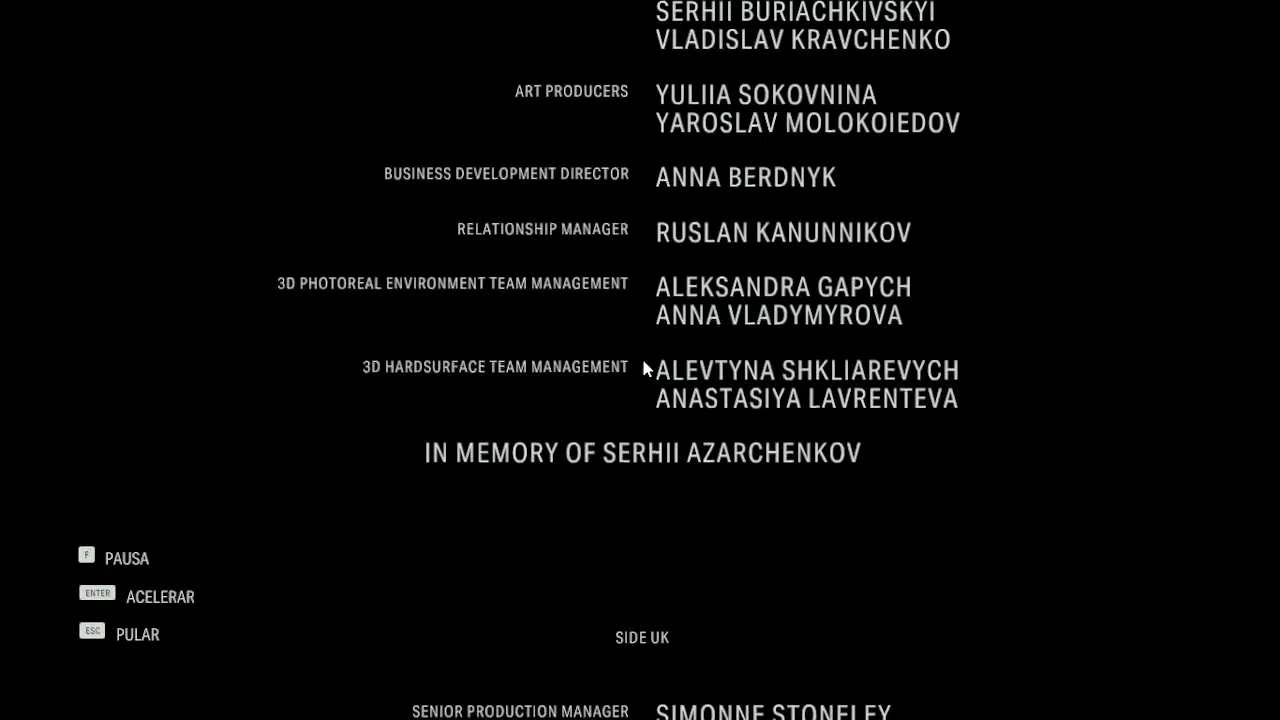 SERHII BURIACHKIVSKYI
VLADISLAV KRAVCHENKO
ART PRODUCERS YULIIA SOKOVNINA
YAROSLAV MOLOKOIEDOV
BUSINESS DEVELOPMENT DIRECTOR ANNA BERDNYK
RELATIONSHIP MANAGER RUSLAN KANUNNIKOV
3D PHOTOREAL ENVIRONMENT TEAM MANAGEMENT ALEKSANDRA GAPYCH
ANNA VLADYMYROVA
3D HARDSURFACE TEAM MANAGEMENT ALEVTYNA SHKLIAREVYCH
ANASTASIYA LAVRENTEVA
IN MEMORY OF SERHII AZARCHENKOV
F PAUSA
ENTER ACELERAR
ESC PULAR
SIDE UK
SENIOR PRODUCTION MANAGER SIMONNE STONELEY